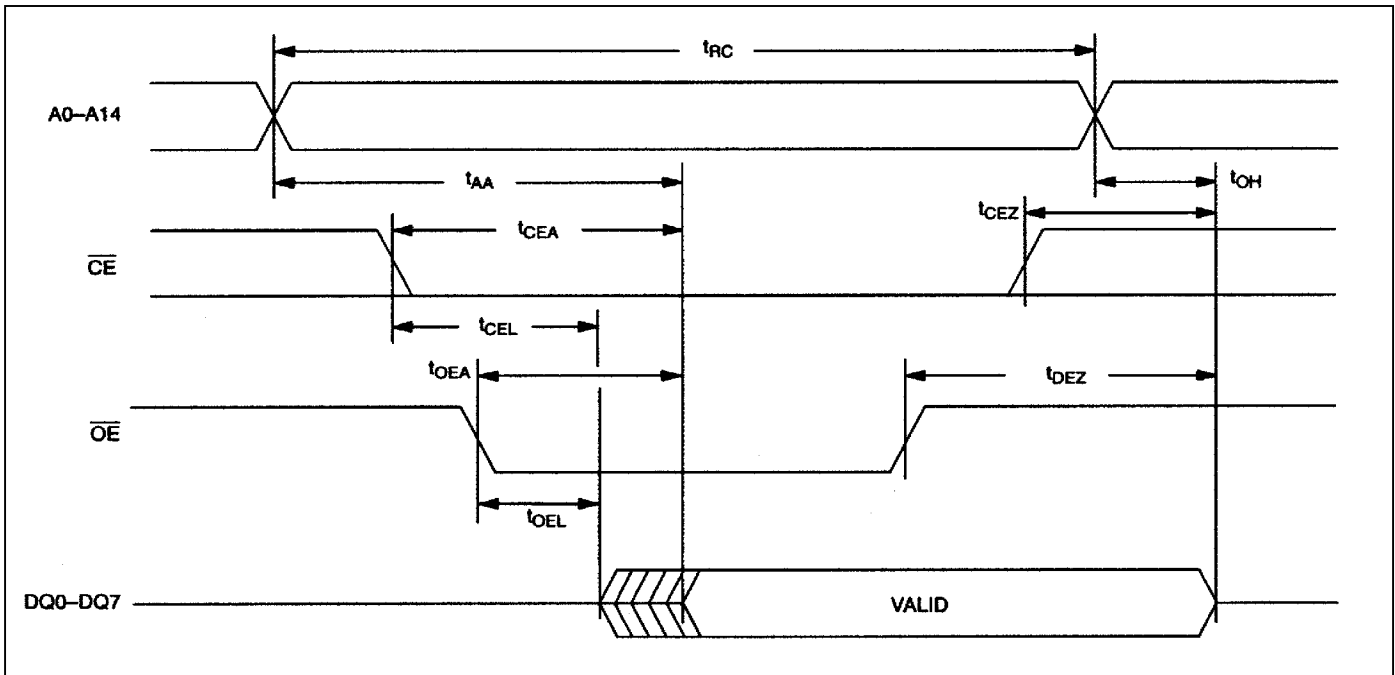 tRC
A0–A14
tAA
tOH
tCEZ
tCEA
CE
tCEL
tOEA
tDEZ
OE
tOEL
DQ0–DQ7
VALID